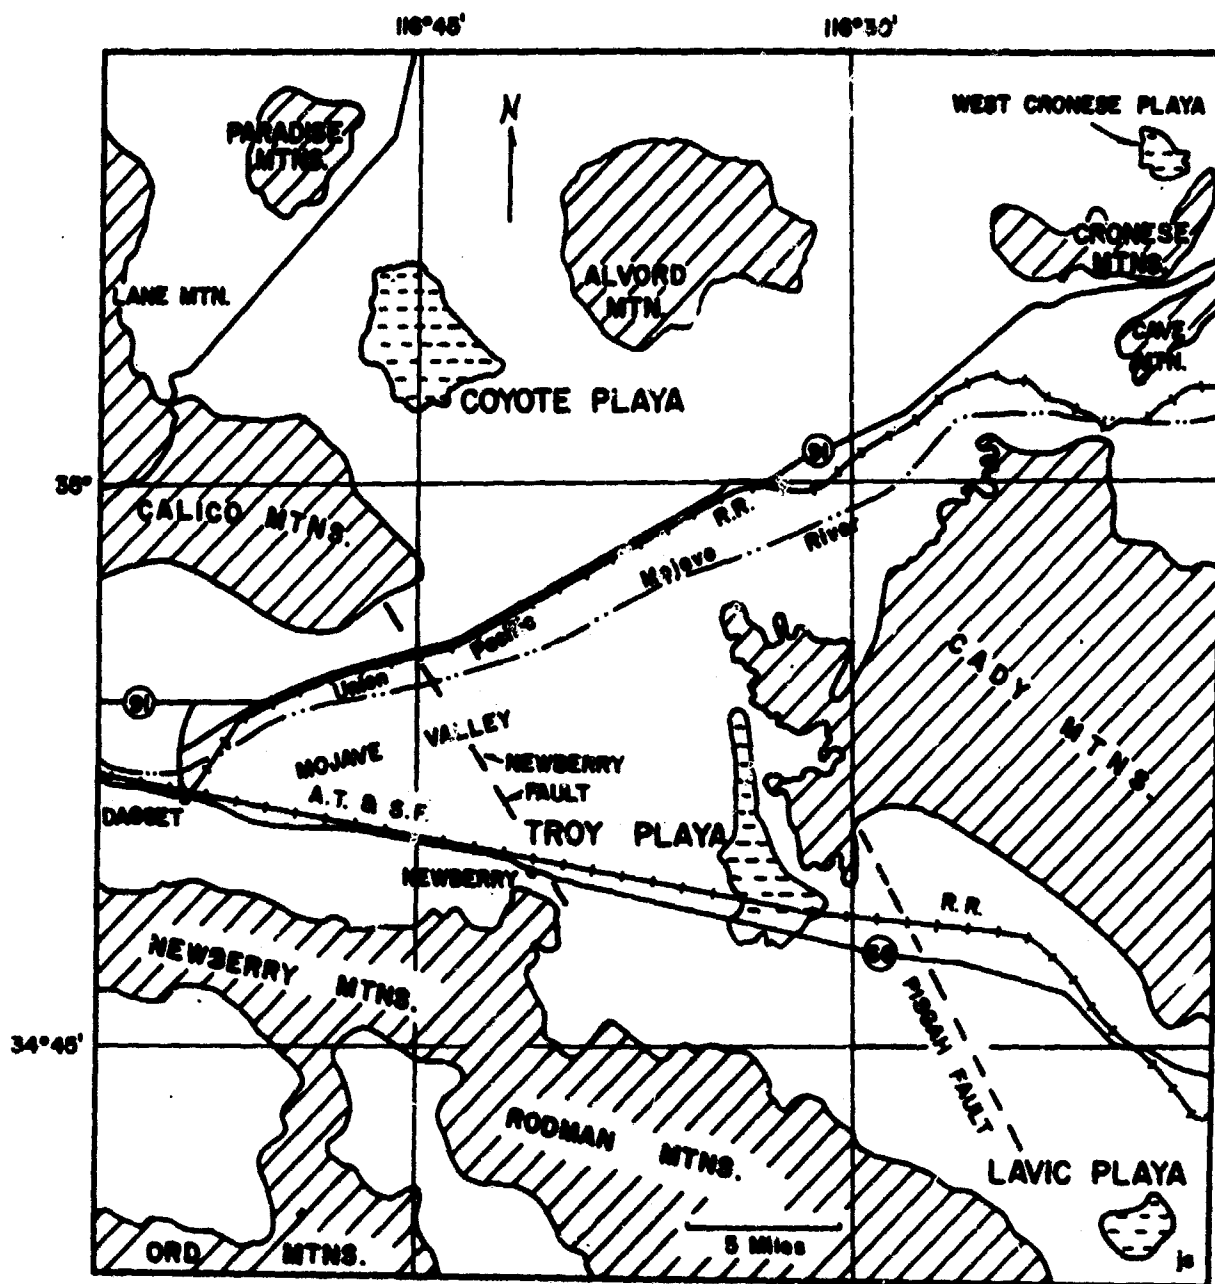 116°45'
116°30'
N
WEST CRONESE PLAYA
PARADISE
MTNS.
CRONESE
MTNS.
LANE MTN.
ALVORD
MTN.
CAVE
MTN.
COYOTE PLAYA
91
35°
CALICO MTNS.
R.R.
Mojave River
Union Pacific
CADY MTNS.
91
MOJAVE VALLEY
NEWBERRY
FAULT
A.T. & S.F.
DAGGET
TROY PLAYA
NEWBERRY
R.R.
66
NEWBERRY MTNS.
PISGAH FAULT
34°45'
RODMAN MTNS.
LAVIC PLAYA
5 Miles
ORD MTNS.
js